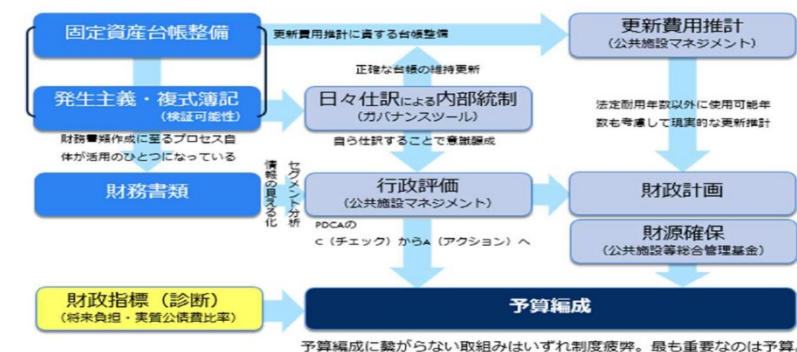 固定資産台帳整備
更新費用推計に資する台帳整備
更新費用推計
(公共施設マネジメント)
正確な台帳の維持更新
発生主義・複式簿記
(検証可能性)
日々仕訳による内部統制
(ガバナンスツール)
法定耐用年数以外に使用可能年
数も考慮して現実的な更新推計
財務書類作成に至るプロセス自
体が活用のひとつになっている
自ら仕訳することで意識醸成
財務書類
セグメント分析
情報の見える化
行政評価
(公共施設マネジメント)
財政計画
PDCAの
C(チェック)からA(アクション)へ
財源確保
(公共施設等総合管理基金)
財政指標(診断)
(将来負担・実質公債費比率)
予算編成
予算編成に繋がらない取組みはいずれ制度疲弊。最も重要なのは予算。